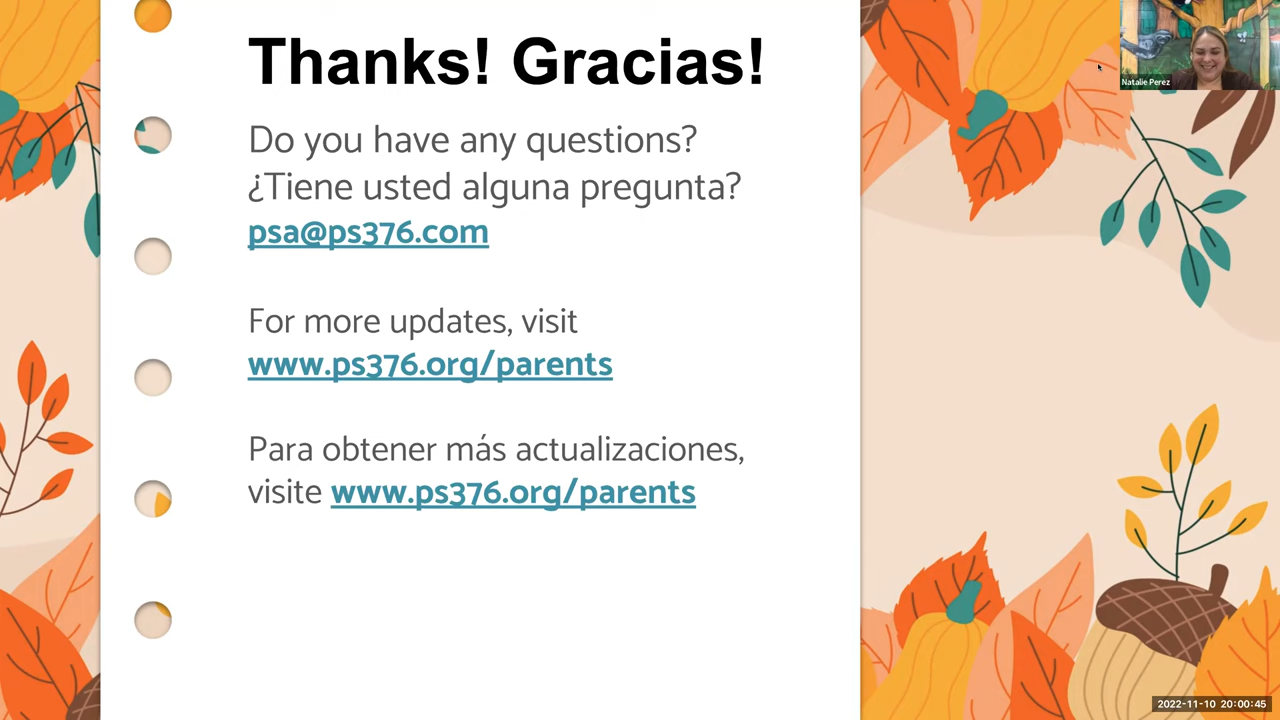 Thanks! Gracias!
Do you have any questions?
¿Tiene usted alguna pregunta?
psa@ps376.com
For more updates, visit
www.ps376.org/parents
Para obtener más actualizaciones,
visite www.ps376.org/parents
Natalie Perez
2022-11-10 20:00:45